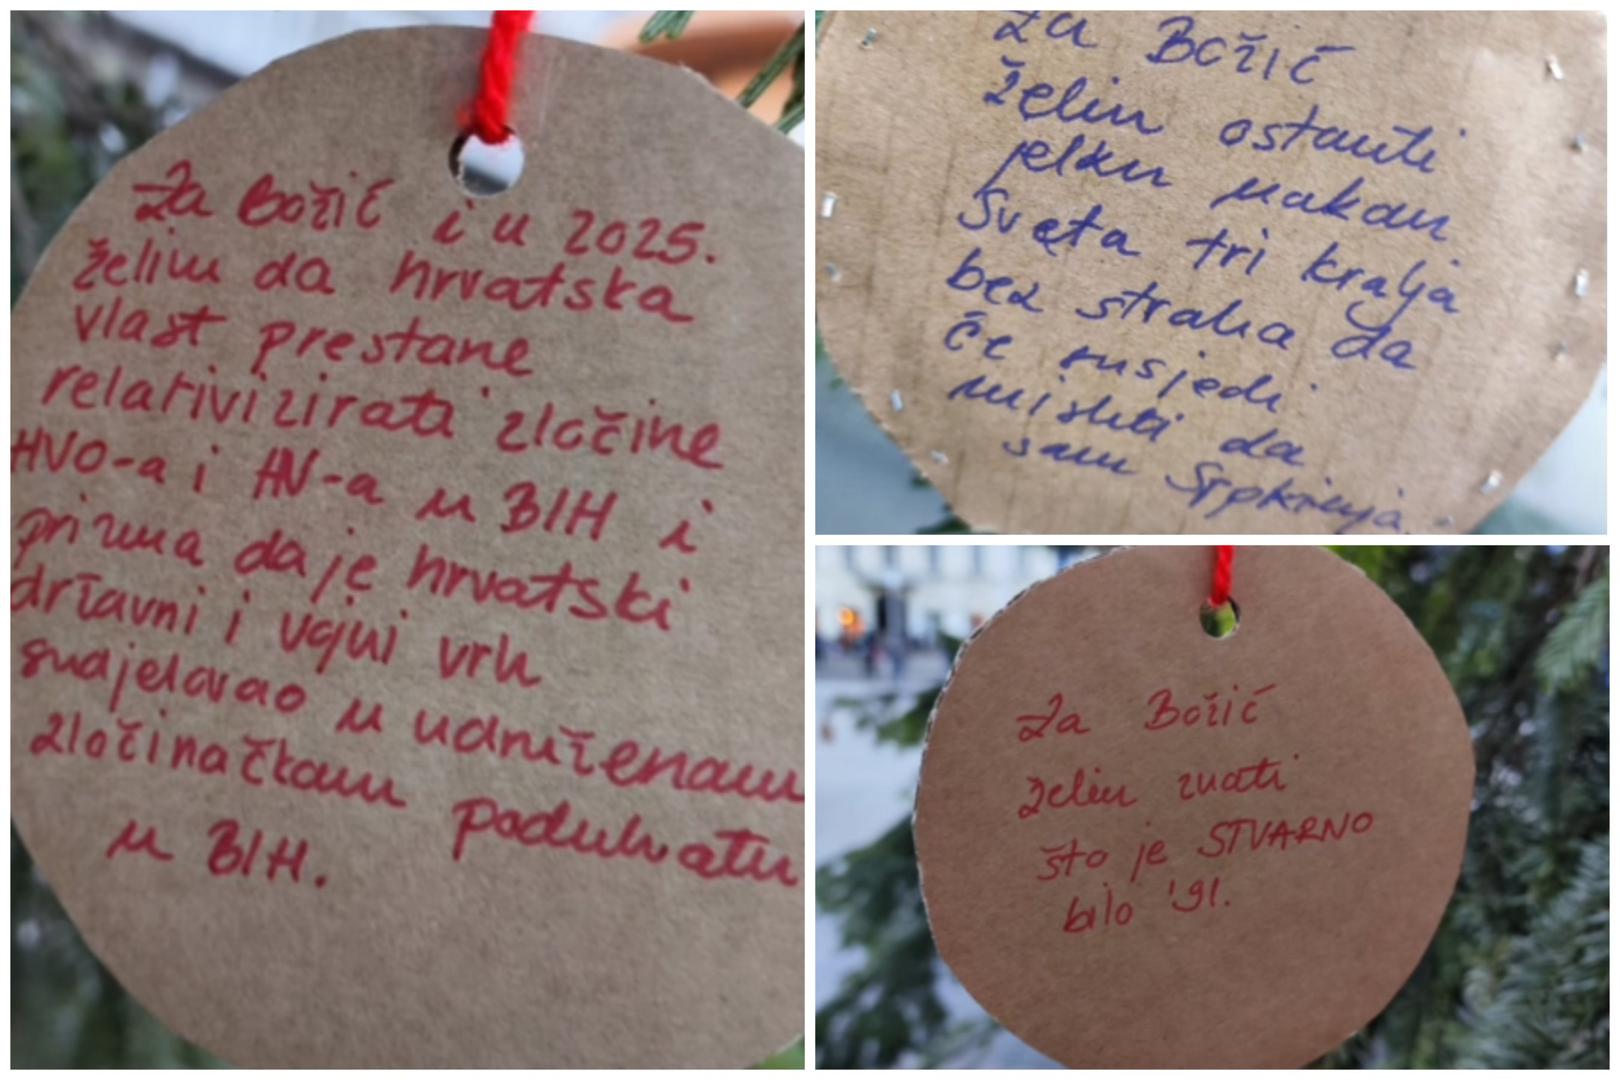 Za Božić i u 2025.
želim da hrvatska
vlast prestane
relativizirati zločine
HVO-a i HV-a u BIH i
prizna da je hrvatski
državni i vojni vrh
sudjelovao u udruženom
zločinačkom poduhvatu
u BIH.
Za Božić
želim ostaviti
jelku nakon
Sveta tri kralja
bez straha da
će susjedi
misliti da
sam Srpkinja.
Za Božić
želim znati
što je STVARNO
bilo '91.